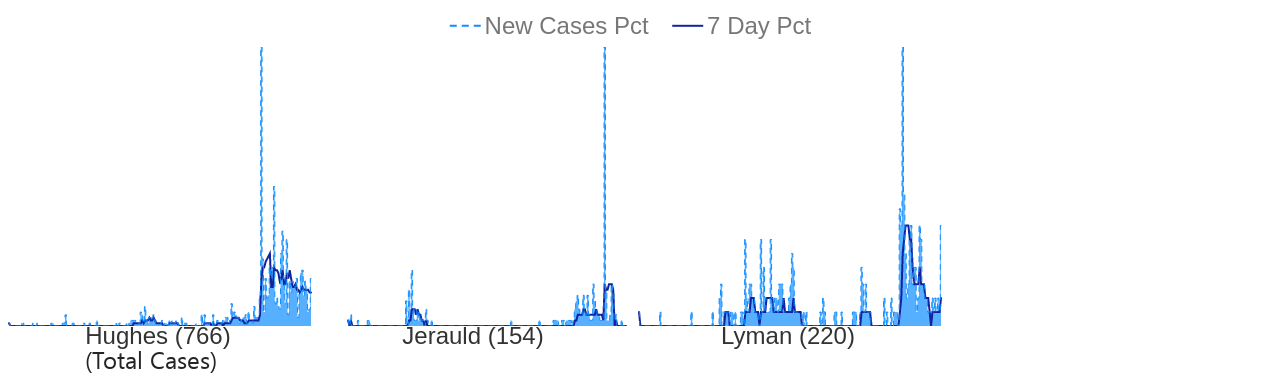 New Cases Pct 7 Day Pct
Hughes (766) Jerauld (154) Lyman (220)
(Total Cases)